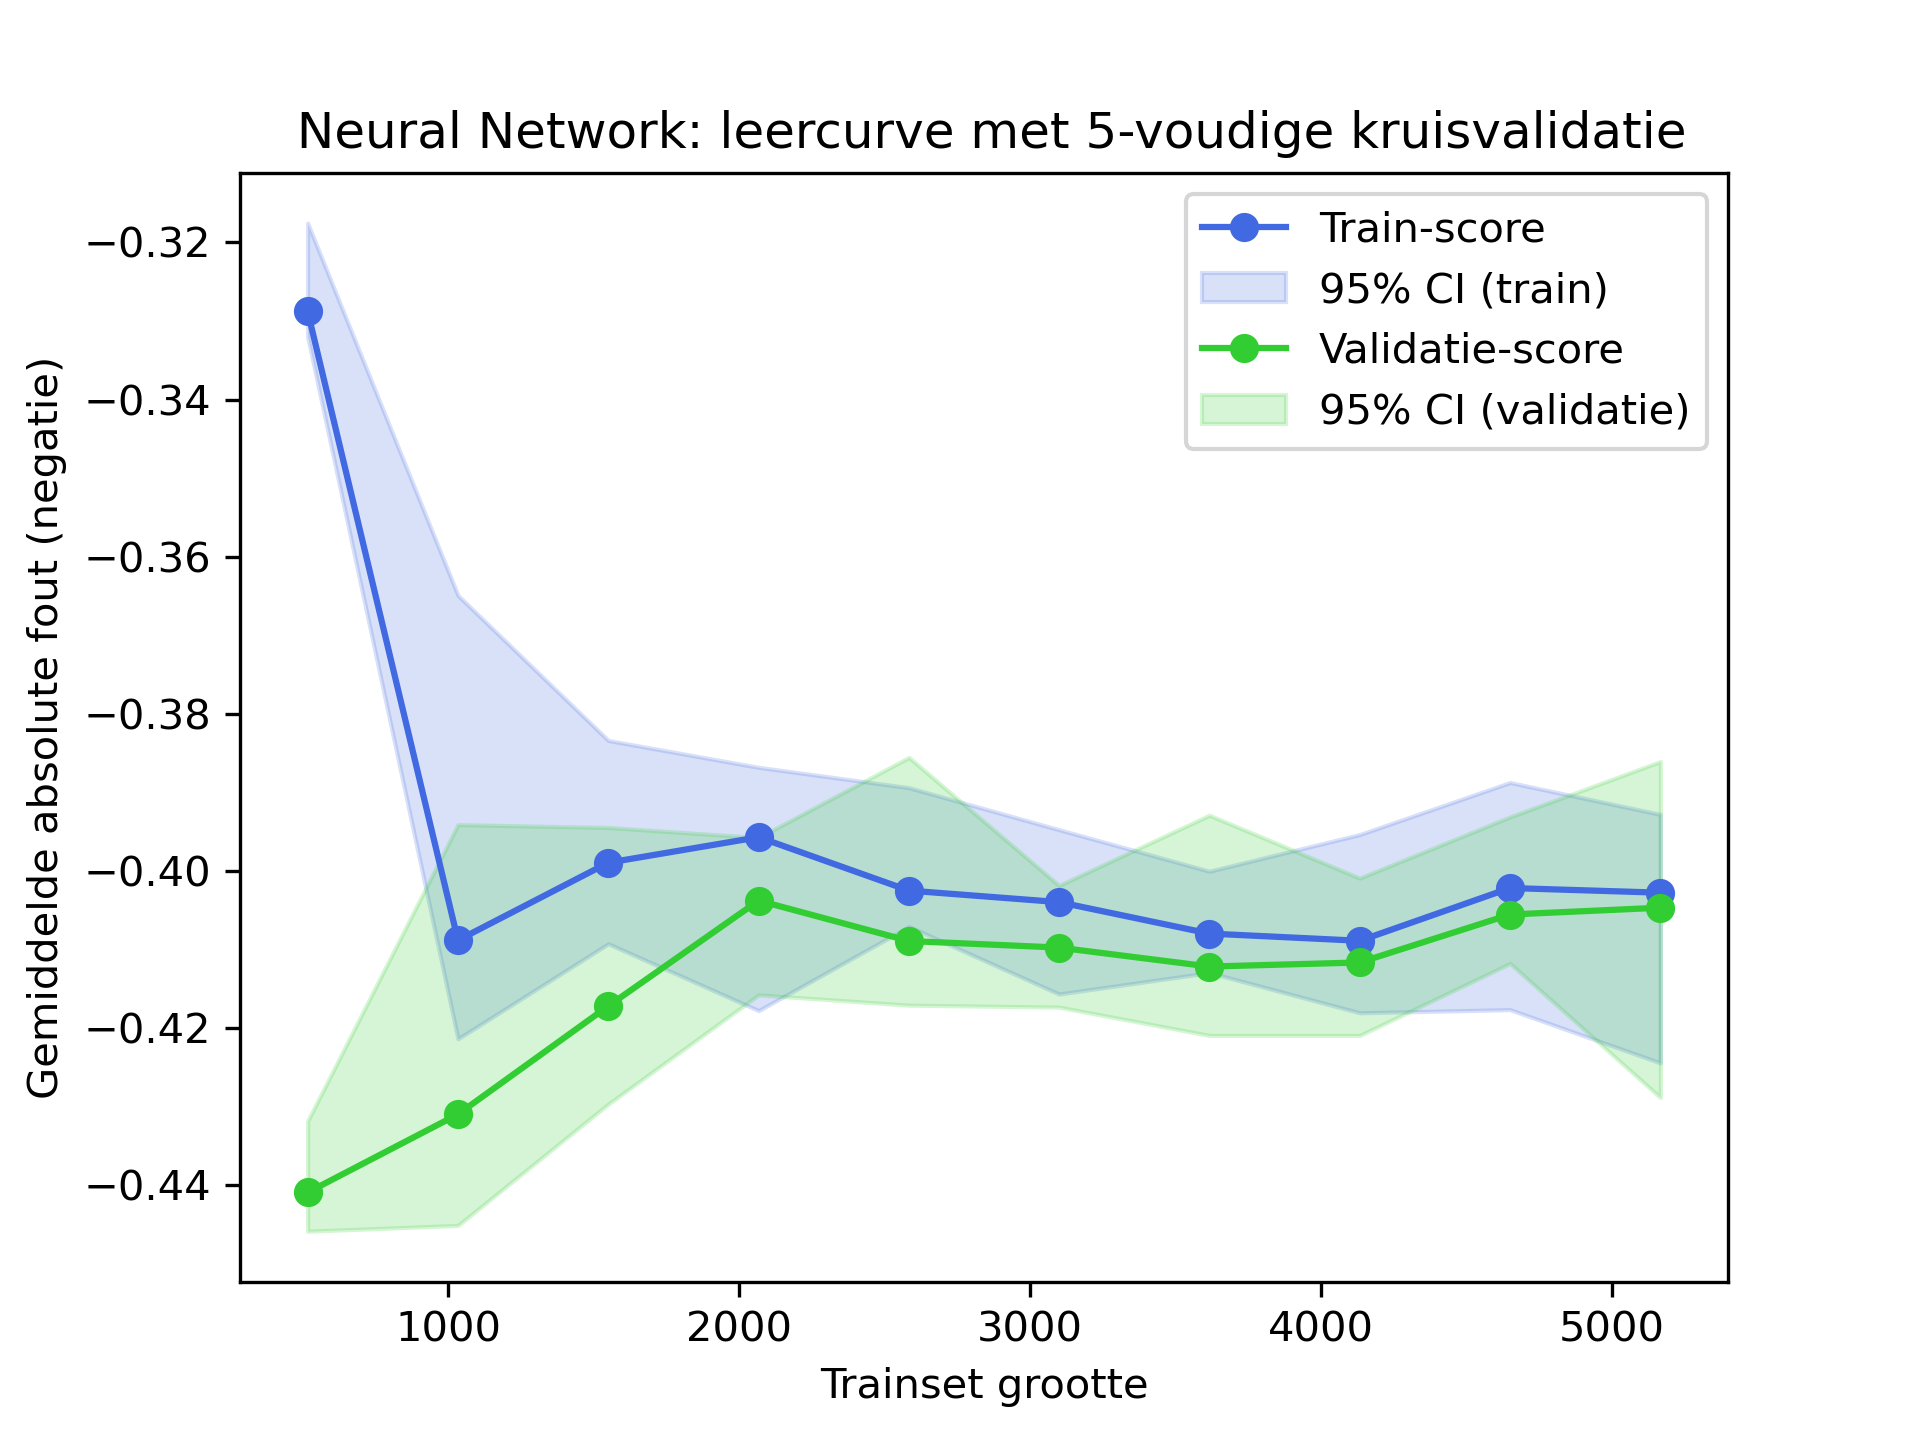 Neural Network: leercurve met 5-voudige kruisvalidatie
Train-score
95% CI (train)
Validatie-score
95% CI (validatie)
Gemiddelde absolute fout (negatie)
−0.32
−0.34
−0.36
−0.38
−0.40
−0.42
−0.44
1000 2000 3000 4000 5000
Trainset grootte